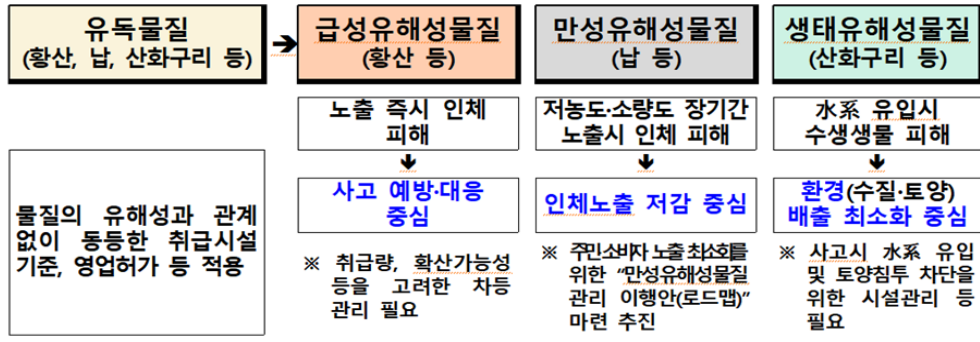 유독물질
(황산, 납, 산화구리 등)
물질의 유해성과 관계
없이 동등한 취급시설
기준, 영업허가 등 적용
급성유해성물질
(황산 등)
노출 즉시 인체
피해
사고 예방·대응
중심
※ 취급량, 확산가능성
등을 고려한 차등
관리 필요
만성유해성물질
(납 등)
저농도·소량도 장기간
노출시 인체 피해
인체노출 저감 중심
※ 주민·소비자 노출 최소화를
위한 “만성유해성물질
관리 이행안(로드맵)”
마련 추진
생태유해성물질
(산화구리 등)
水系 유입시
수생생물 피해
환경(수질·토양)
배출 최소화 중심
※ 사고시 水系 유입
및 토양침투 차단을
위한 시설관리 등
필요